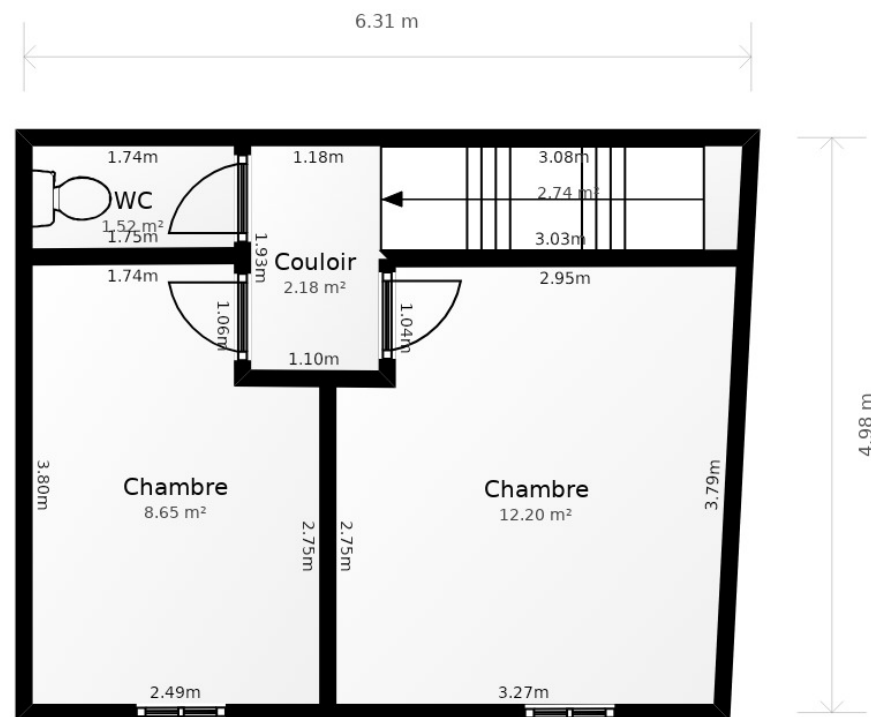 6.31 m
1.74m
1.18m
3.08m
WC
1.52 m²
2.74 m²
1.75m
3.03m
1.93m
Couloir
2.18 m²
1.74m
2.95m
1.06m
1.04m
1.10m
4.98 m
3.80m
Chambre
8.65 m²
2.75m
2.75m
Chambre
12.20 m²
3.79m
2.49m
3.27m